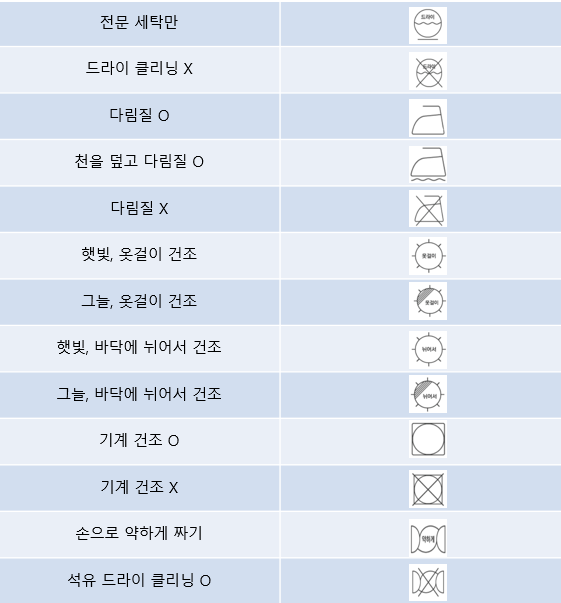 전문 세탁만
드라이
드라이 클리닝 X
드라이
다림질 O
천을 덮고 다림질 O
다림질 X
햇빛, 옷걸이 건조
옷걸이
그늘, 옷걸이 건조
옷걸이
햇빛, 바닥에 뉘어서 건조
뉘어서
그늘, 바닥에 뉘어서 건조
뉘어서
기계 건조 O
기계 건조 X
손으로 약하게 짜기
약하게
석유 드라이 클리닝 O